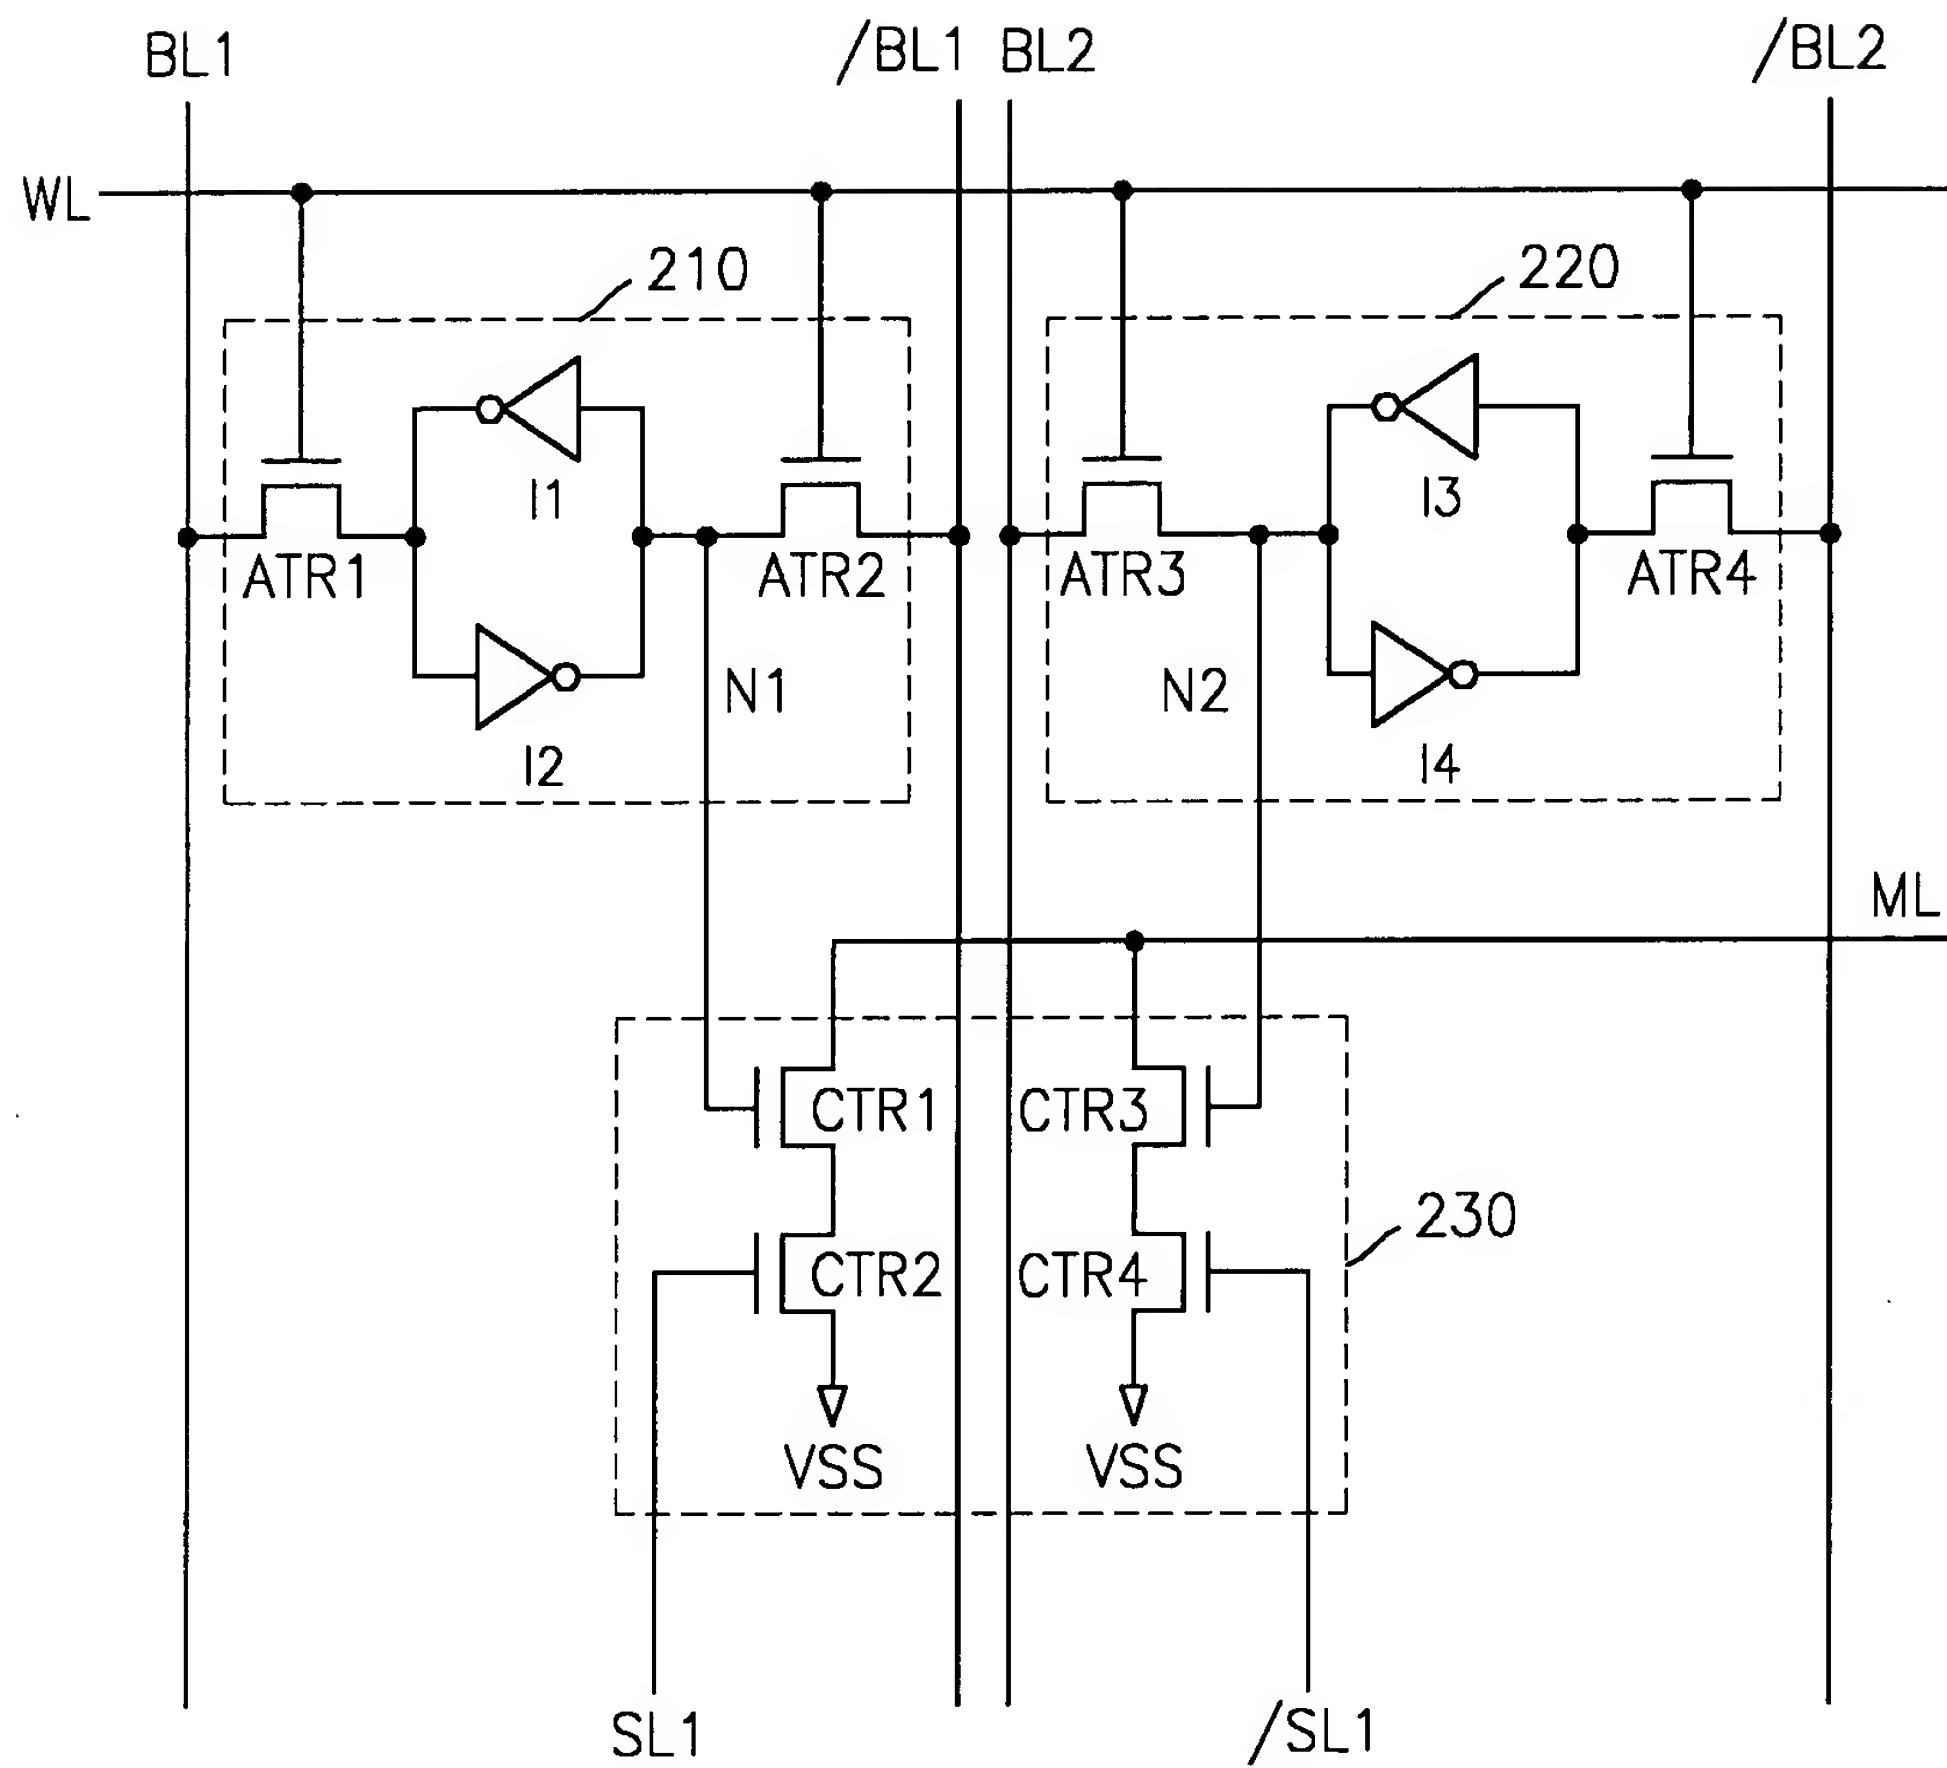 BL1 /BL1 BL2 /BL2
WL
210 220
I1 I3
ATR1 ATR2 ATR3 ATR4
N1 N2
I2 I4
ML
CTR1 CTR3
230
CTR2 CTR4
VSS VSS
SL1 /SL1